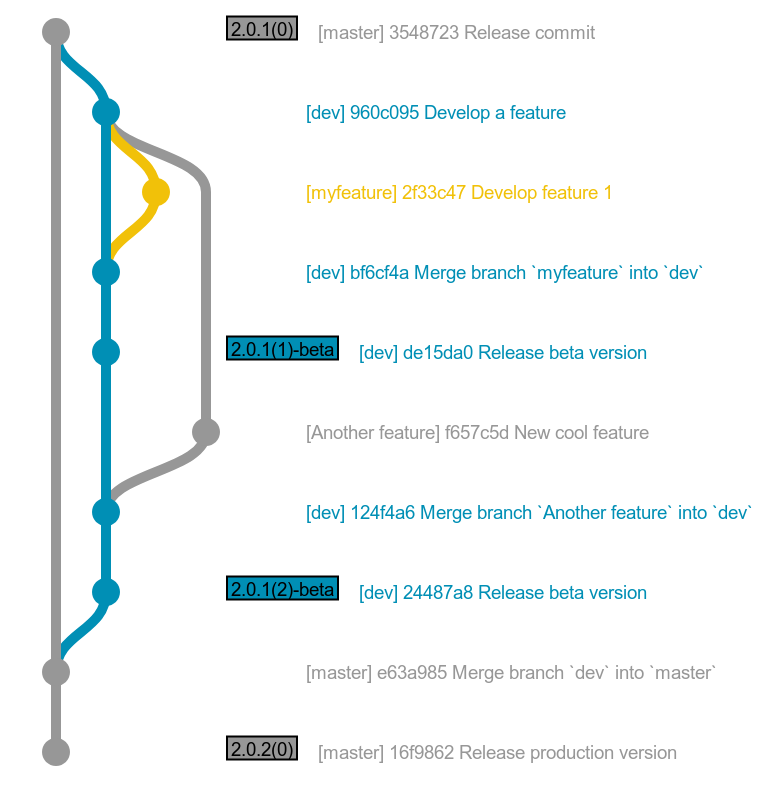 2.0.1(0) [master] 3548723 Release commit
[dev] 960c095 Develop a feature
[myfeature] 2f33c47 Develop feature 1
[dev] bf6cf4a Merge branch `myfeature` into `dev`
2.0.1(1)-beta [dev] de15da0 Release beta version
[Another feature] f657c5d New cool feature
[dev] 124f4a6 Merge branch `Another feature` into `dev`
2.0.1(2)-beta [dev] 24487a8 Release beta version
[master] e63a985 Merge branch `dev` into `master`
2.0.2(0) [master] 16f9862 Release production version